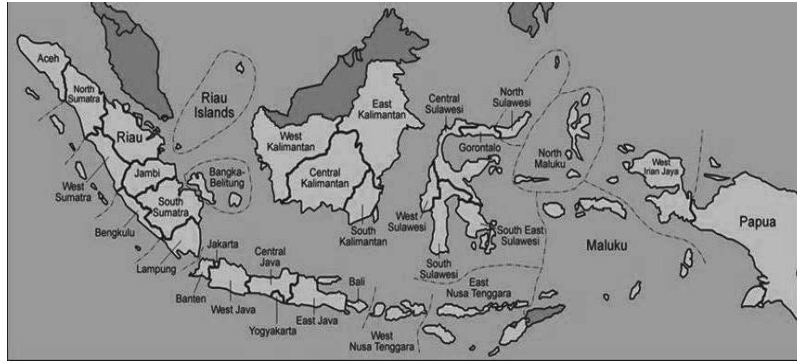 Aceh
North
Sumatra
Riau
Riau
Islands
West
Sumatra
Jambi
Bangka-
Belitung
South
Sumatra
Bengkulu
Lampung
Banten
Jakarta
West Java
Central
Java
Yogyakarta
East Java
Bali
West
Kalimantan
Central
Kalimantan
East
Kalimantan
South
Kalimantan
Central
Sulawesi
North
Sulawesi
Gorontalo
West
Sulawesi
South
Sulawesi
South East
Sulawesi
West
Nusa Tenggara
East
Nusa Tenggara
North
Maluku
Maluku
West
Irian Jaya
Papua